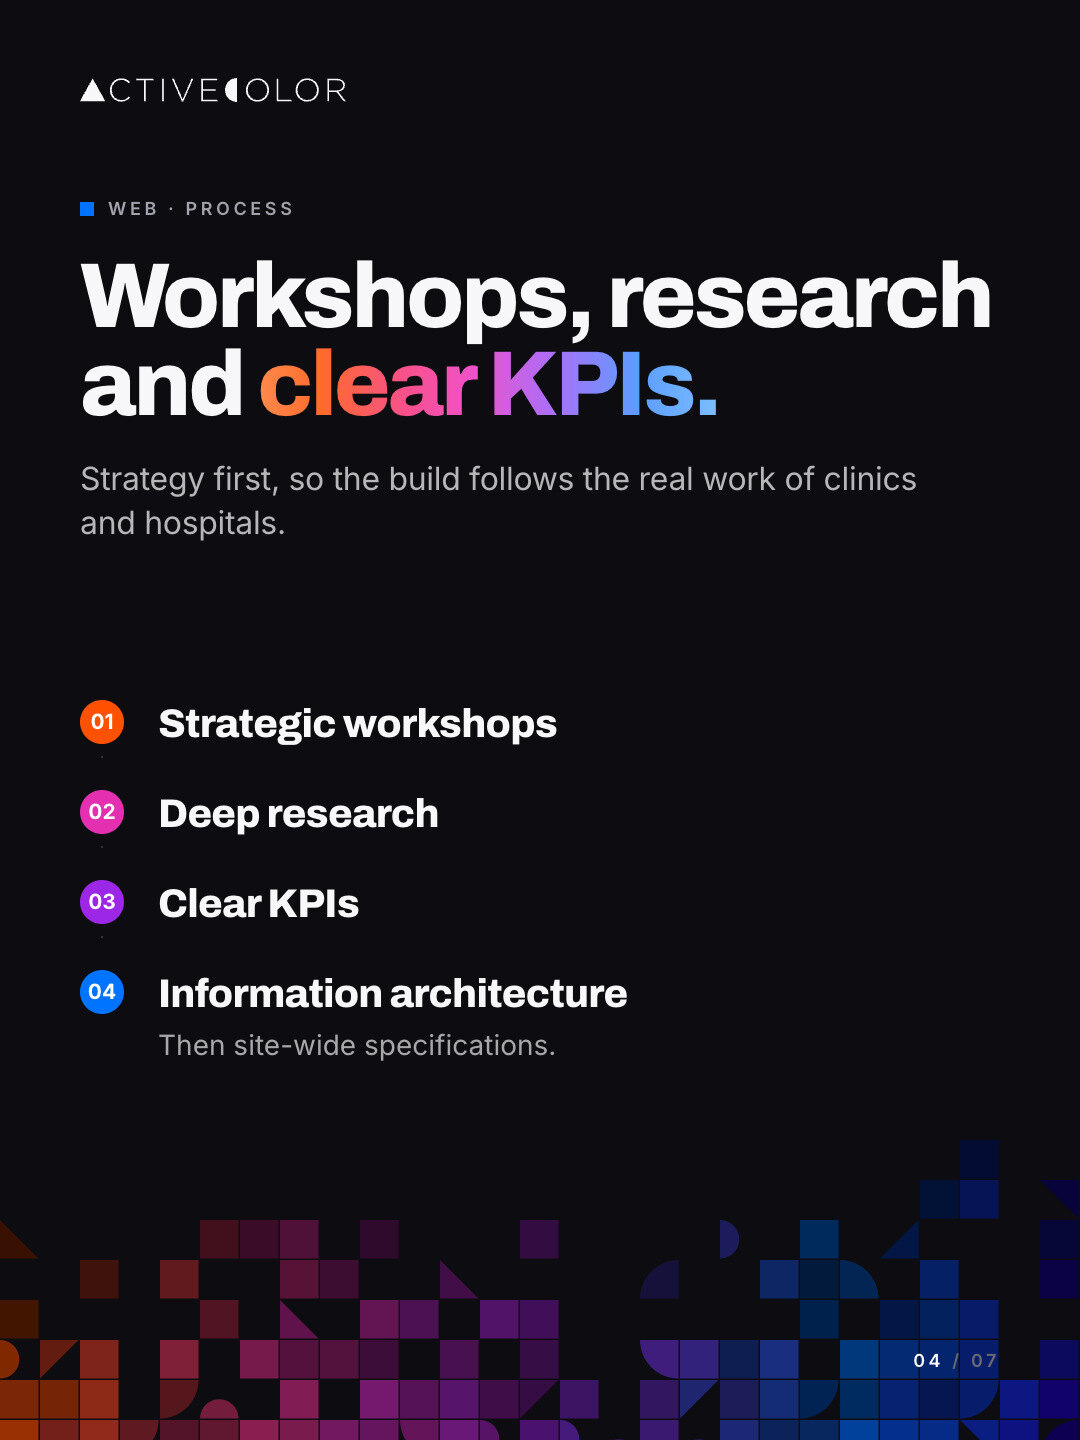 ACTIVECOLOR
WEB · PROCESS
Workshops, research
and clear KPIs.
Strategy first, so the build follows the real work of clinics
and hospitals.
01 Strategic workshops
02 Deep research
03 Clear KPIs
04 Information architecture
Then site-wide specifications.
04 / 07